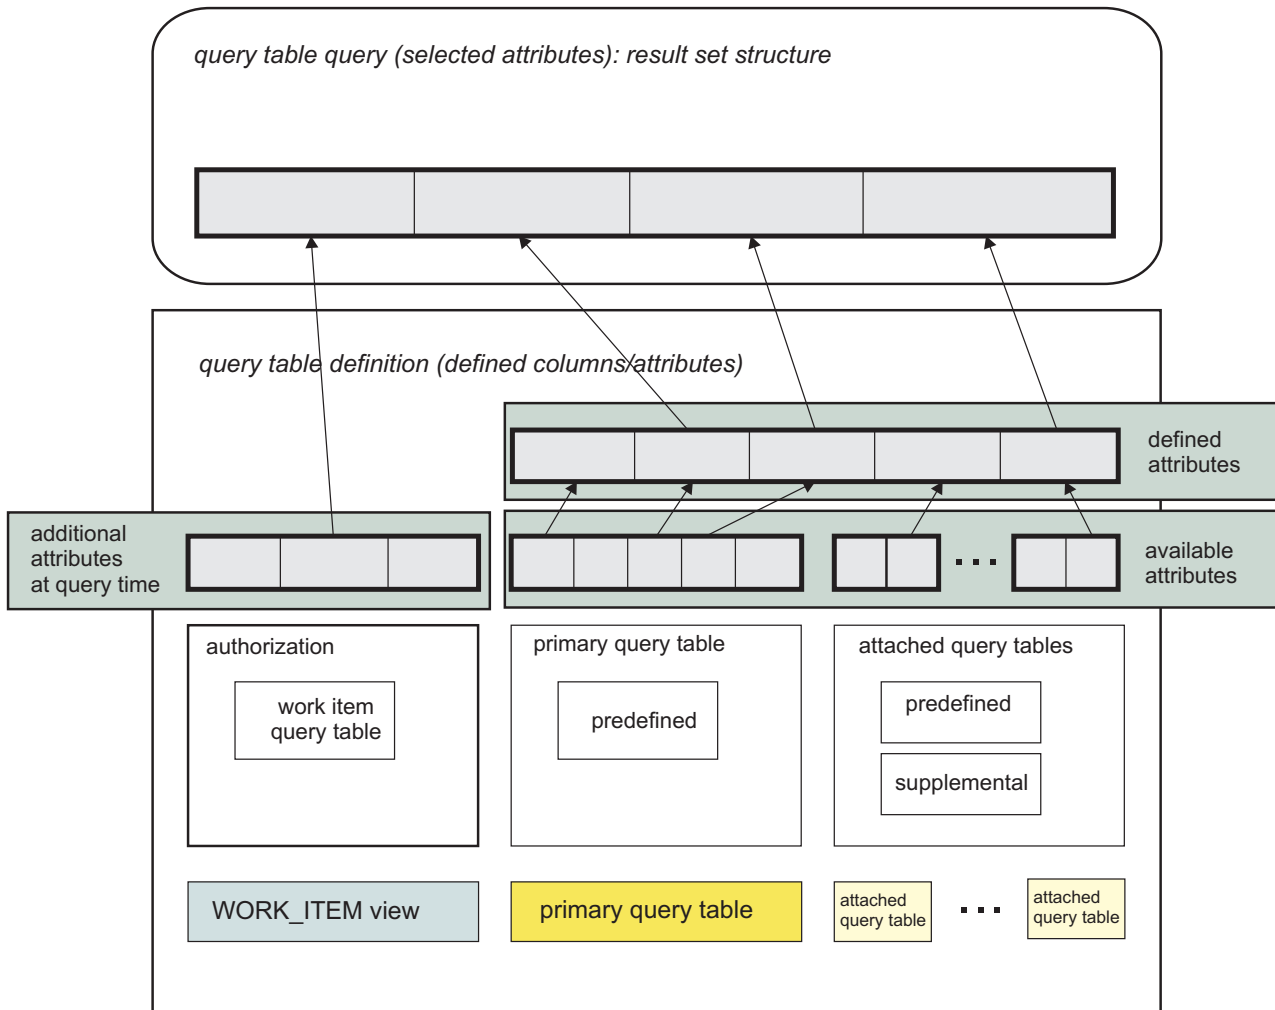 query table query (selected attributes): result set structure
query table definition (defined columns/attributes)
defined
attributes
additional
attributes
at query time
available
attributes
authorization
work item
query table
primary query table
predefined
attached query tables
predefined
supplemental
WORK_ITEM view
primary query table
attached
query table
attached
query table